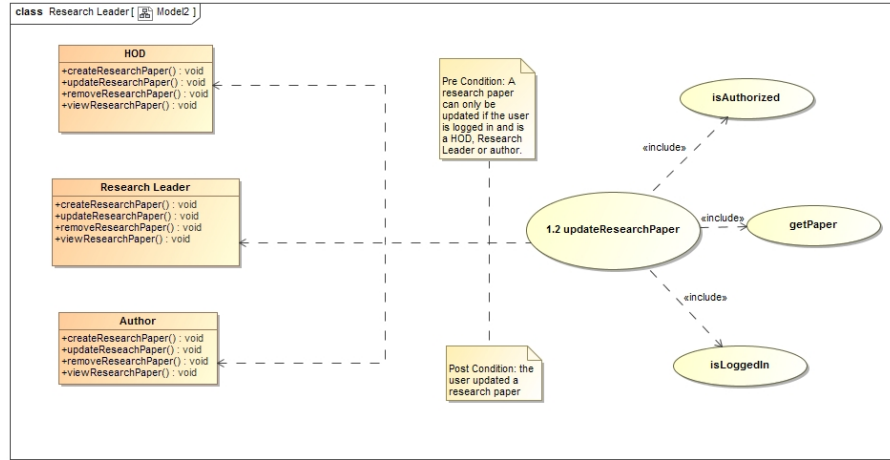 class Research Leader [ Model2 ]
HOD
+createResearchPaper() : void
+updateResearchPaper() : void
+removeResearchPaper() : void
+viewResearchPaper() : void
Research Leader
+createResearchPaper() : void
+updateResearchPaper() : void
+removeResearchPaper() : void
+viewResearchPaper() : void
Author
+createResearchPaper() : void
+updateReseachPaper() : void
+removeResearchPaper() : void
+viewResearchPaper() : void
Pre Condition: A
research paper
can only be
updated if the user
is logged in and is
a HOD, Research
Leader or author.
Post Condition: the
user updated a
research paper
1.2 updateResearchPaper
«include»
isAuthorized
«include»
getPaper
«include»
isLoggedIn